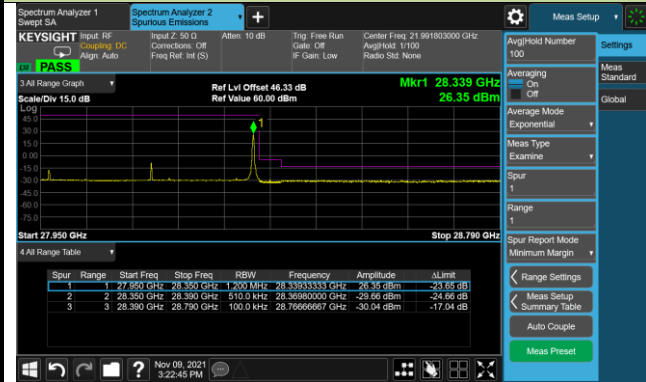 Spectrum Analyzer 1
Swept SA
Spectrum Analyzer 2
Spurious Emissions
Meas Setup
KEYSIGHT
Input: RF
Coupling: DC
Align: Auto
Input Z: 50 Ω
Corrections: Off
Freq Ref: Int (S)
Atten: 10 dB
Trig: Free Run
Gate: Off
IF Gain: Low
Center Freq: 21.991803000 GHz
Avg|Hold: 1/100
Radio Std: None
PASS
3 All Range Graph
Scale/Div 15.0 dB
Ref Lvl Offset 46.33 dB
Ref Value 60.00 dBm
Mkr1 28.339 GHz
26.35 dBm
Log
45.0
30.0
15.0
0.00
-15.0
-30.0
-45.0
-60.0
-75.0
1
Start 27.950 GHz
Stop 28.790 GHz
4 All Range Table
Spur Range Start Freq Stop Freq RBW Frequency Amplitude ΔLimit
1 1 27.950 GHz 28.350 GHz 1.200 MHz 28.33933333 GHz 26.35 dBm -23.65 dB
2 2 28.350 GHz 28.390 GHz 510.0 kHz 28.36980000 GHz -29.66 dBm -24.66 dB
3 3 28.390 GHz 28.790 GHz 100.0 kHz 28.76666667 GHz -30.04 dBm -17.04 dB
Nov 09, 2021
3:22:45 PM
Avg|Hold Number
100
Averaging
On
Off
Average Mode
Exponential
Meas Type
Examine
Spur
1
Range
1
Spur Report Mode
Minimum Margin
Range Settings
Meas Setup
Summary Table
Auto Couple
Meas Preset
Settings
Meas
Standard
Global